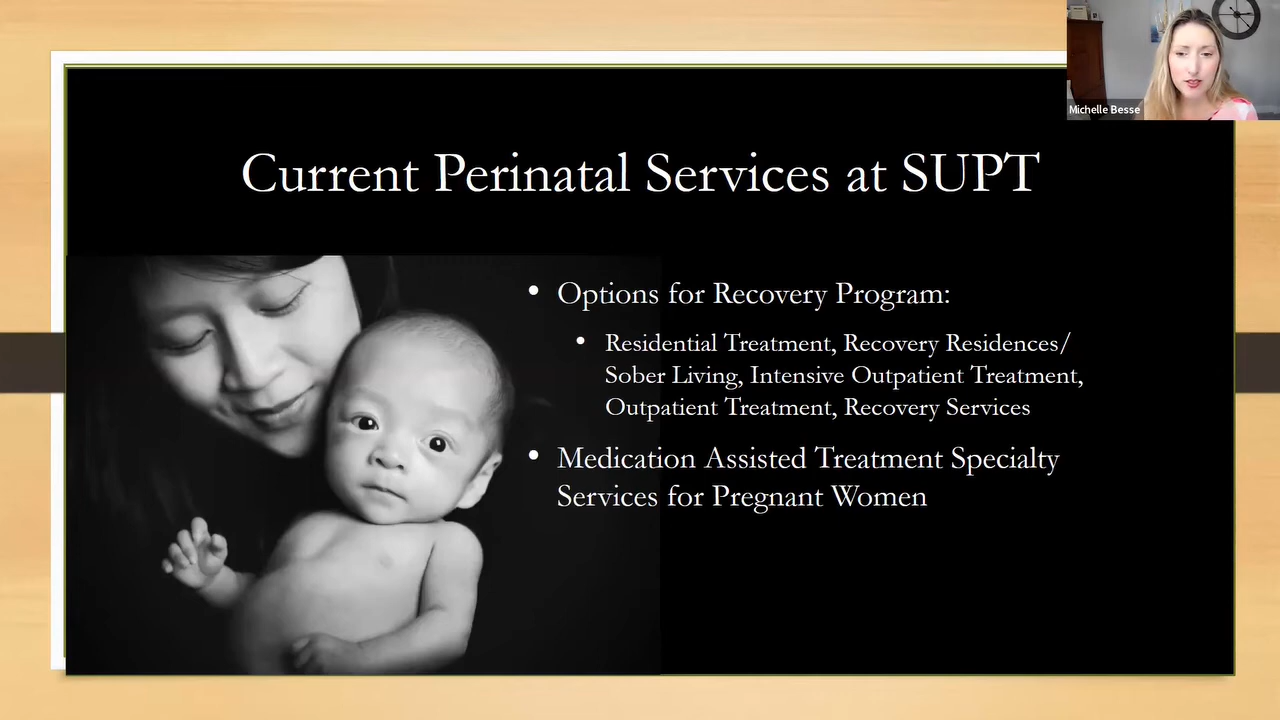 Michelle Besse
Current Perinatal Services at SUPT
• Options for Recovery Program:
• Residential Treatment, Recovery Residences/
Sober Living, Intensive Outpatient Treatment,
Outpatient Treatment, Recovery Services
• Medication Assisted Treatment Specialty
Services for Pregnant Women